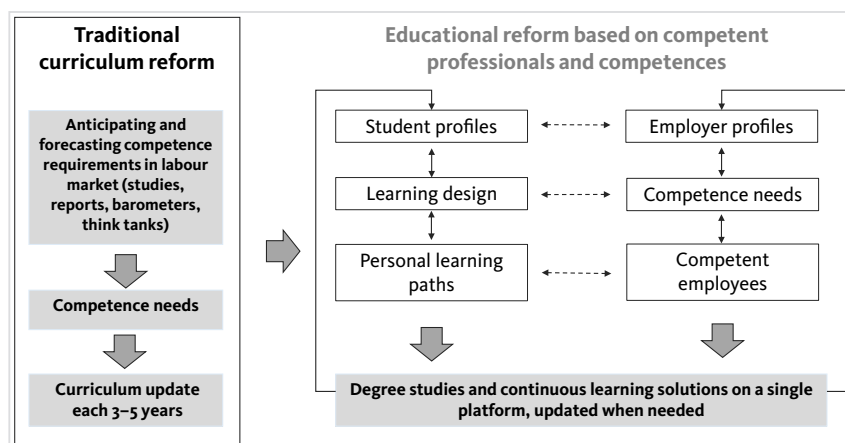 Traditional
curriculum reform
Anticipating and
forecasting competence
requirements in labour
market (studies,
reports, barometers,
think tanks)
Competence needs
Curriculum update
each 3–5 years
Educational reform based on competent
professionals and competences
Student profiles
Employer profiles
Learning design
Competence needs
Personal learning
paths
Competent
employees
Degree studies and continuous learning solutions on a single
platform, updated when needed